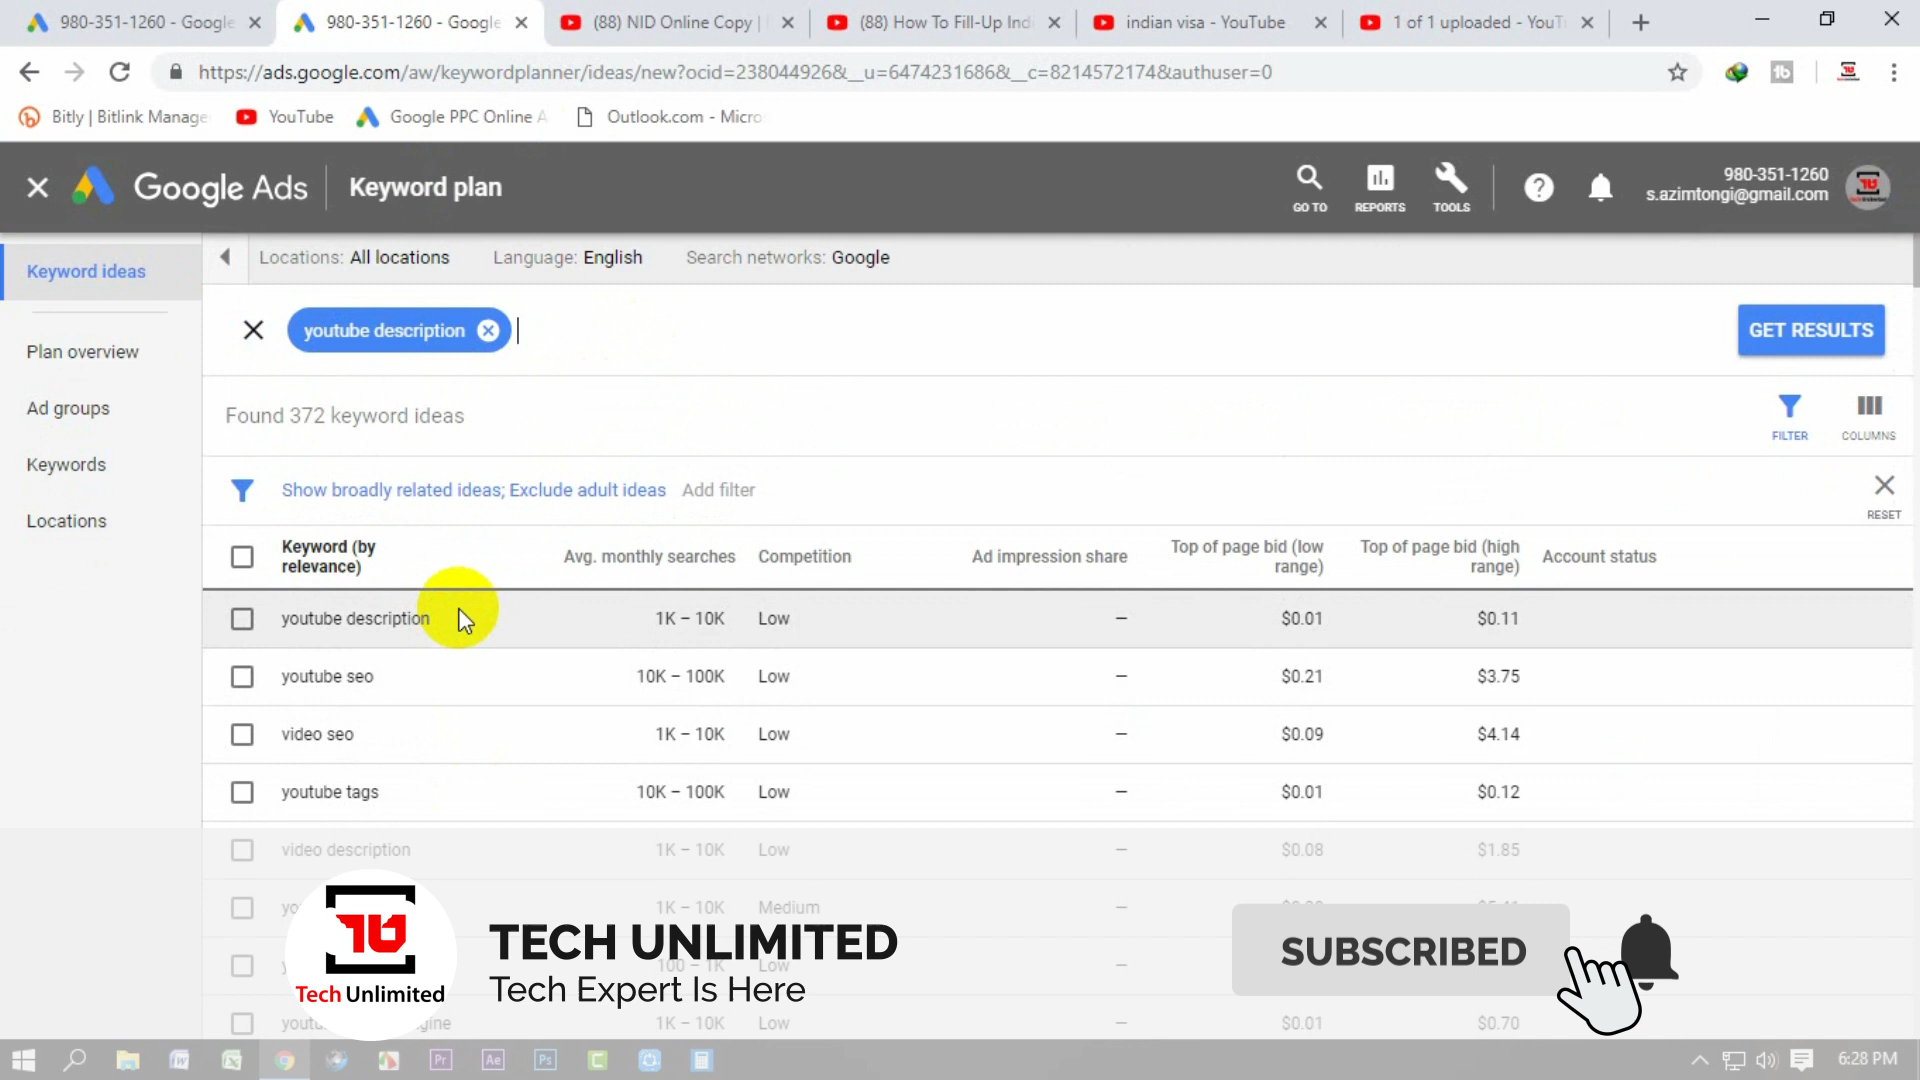 980-351-1260 - Google
980-351-1260 - Google
(88) NID Online Copy |
(88) How To Fill-Up Ind
indian visa - YouTube
1 of 1 uploaded - YouT
https://ads.google.com/aw/keywordplanner/ideas/new?ocid=238044926&__u=6474231686&__c=8214572174&authuser=0
Bitly | Bitlink Manage
YouTube
Google PPC Online A
Outlook.com - Micro
Google Ads
Keyword plan
GO TO
REPORTS
TOOLS
980-351-1260
s.azimtongi@gmail.com
Keyword ideas
Plan overview
Ad groups
Keywords
Locations
Locations: All locations
Language: English
Search networks: Google
youtube description
GET RESULTS
Found 372 keyword ideas
FILTER
COLUMNS
Show broadly related ideas; Exclude adult ideas
Add filter
RESET
Keyword (by
relevance)
Avg. monthly searches
Competition
Ad impression share
Top of page bid (low
range)
Top of page bid (high
range)
Account status
youtube description 1K – 10K Low – $0.01 $0.11
youtube seo 10K – 100K Low – $0.21 $3.75
video seo 1K – 10K Low – $0.09 $4.14
youtube tags 10K – 100K Low – $0.01 $0.12
video description 1K – 10K Low – $0.08 $1.85
1K – 10K Medium –
100 – 1K Low –
1K – 10K Low – $0.01 $0.70
Tech Unlimited
TECH UNLIMITED
Tech Expert Is Here
SUBSCRIBED
Pr
Ae
Ps
6:28 PM